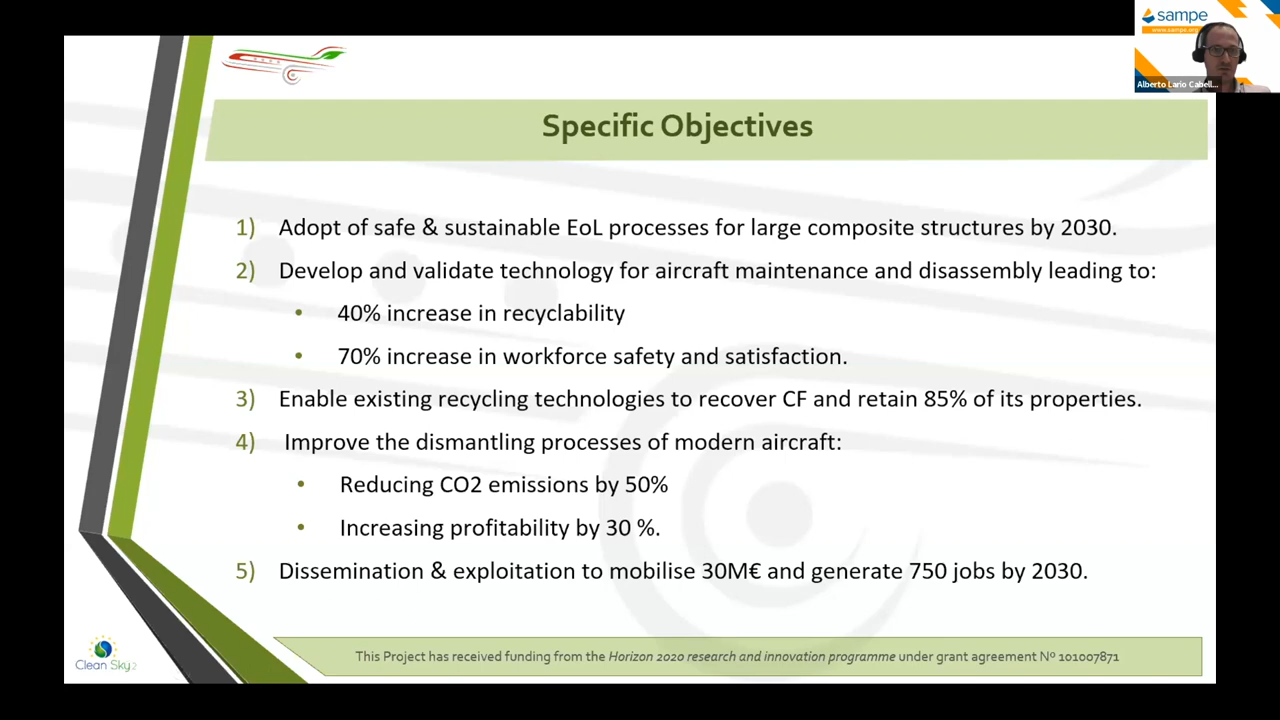 sampe
www.sampe.org
Alberto Lario Cabell...
Specific Objectives
1) Adopt of safe & sustainable EoL processes for large composite structures by 2030.
2) Develop and validate technology for aircraft maintenance and disassembly leading to:
• 40% increase in recyclability
• 70% increase in workforce safety and satisfaction.
3) Enable existing recycling technologies to recover CF and retain 85% of its properties.
4) Improve the dismantling processes of modern aircraft:
• Reducing CO2 emissions by 50%
• Increasing profitability by 30 %.
5) Dissemination & exploitation to mobilise 30M€ and generate 750 jobs by 2030.
Clean Sky2
This Project has received funding from the Horizon 2020 research and innovation programme under grant agreement Nº 101007871